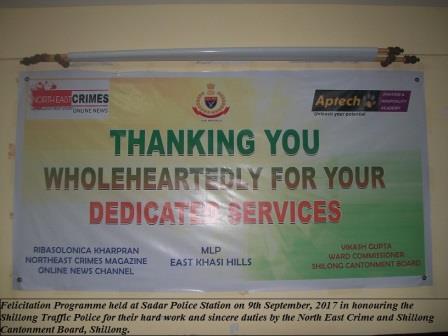 NORTH EAST CRIMES
ONLINE NEWS
Aptech
Unleash your potential
AVIATION & HOSPITALITY ACADEMY
THANKING YOU
WHOLEHEARTEDLY FOR YOUR
DEDICATED SERVICES
RIBASOLONICA KHARPRAN
NORTHEAST CRIMES MAGAZINE
ONLINE NEWS CHANNEL
MLP
EAST KHASI HILLS
VIKASH GUPTA
WARD COMMISSIONER
SHILONG CANTONMENT BOARD
Felicitation Programme held at Sadar Police Station on 9th September, 2017 in honouring the
Shillong Traffic Police for their hard work and sincere duties by the North East Crime and Shillong
Cantonment Board, Shillong.